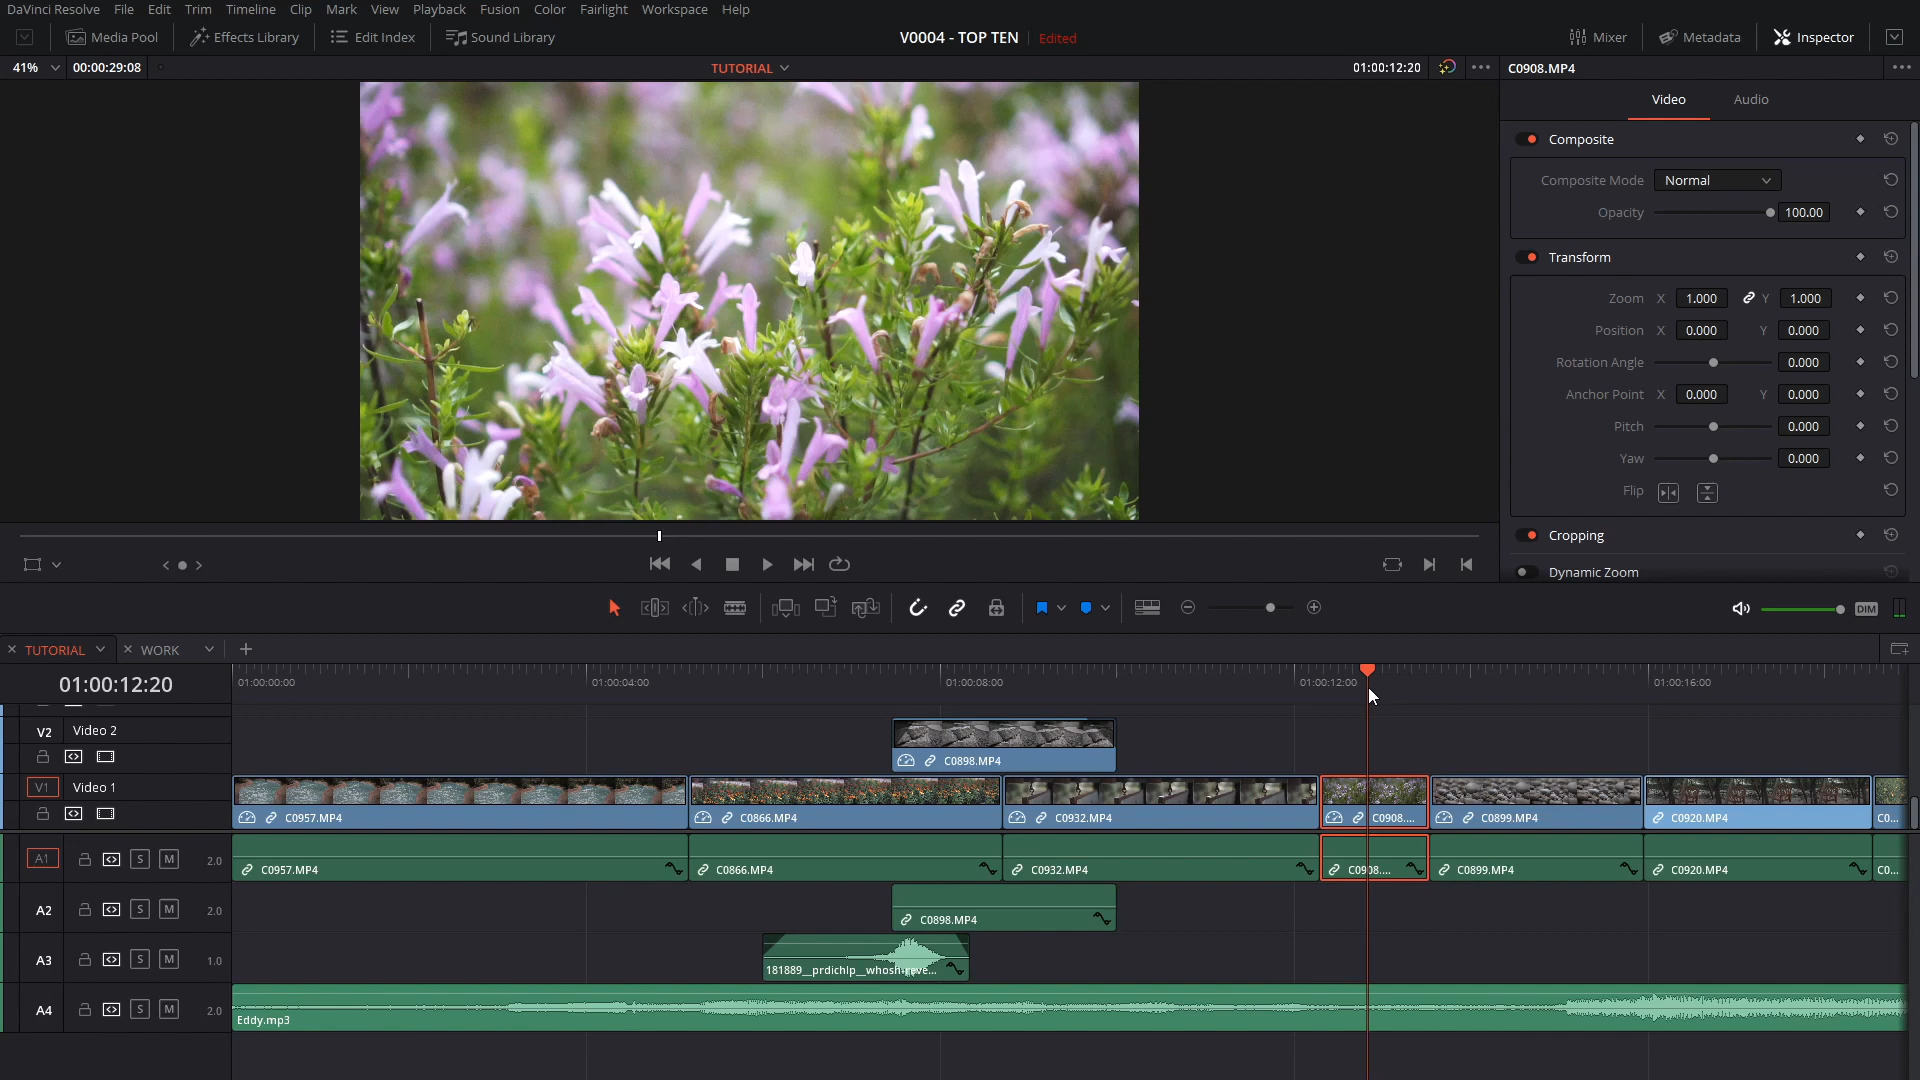 DaVinci Resolve File Edit Trim Timeline Clip Mark View Playback Fusion Color Fairlight Workspace Help
Media Pool Effects Library Edit Index Sound Library V0004 - TOP TEN Edited Mixer Metadata Inspector
41% 00:00:29:08 TUTORIAL 01:00:12:20 C0908.MP4
Video Audio
Composite
Composite Mode Normal
Opacity 100.00
Transform
Zoom X 1.000 Y 1.000
Position X 0.000 Y 0.000
Rotation Angle 0.000
Anchor Point X 0.000 Y 0.000
Pitch 0.000
Yaw 0.000
Flip
Cropping
Dynamic Zoom
DIM
TUTORIAL WORK
01:00:12:20 01:00:00:00 01:00:04:00 01:00:08:00 01:00:12:00 01:00:16:00
V2 Video 2
C0898.MP4
V1 Video 1
C0957.MP4 C0866.MP4 C0932.MP4 C0908.... C0899.MP4 C0920.MP4 C0...
A1 S M 2.0
C0957.MP4 C0866.MP4 C0932.MP4 C0908.... C0899.MP4 C0920.MP4 C0...
A2 S M 2.0
C0898.MP4
A3 S M 1.0
181889__prdichlp__whosh-reve...
A4 S M 2.0
Eddy.mp3